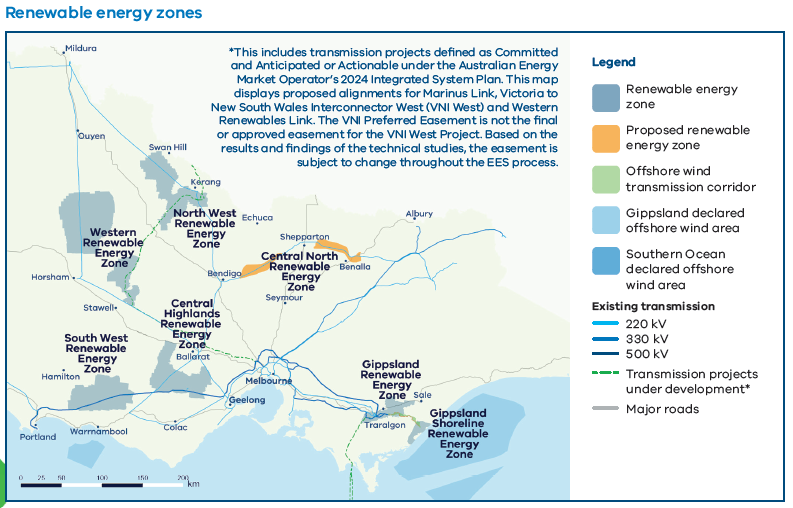 Renewable energy zones
*This includes transmission projects defined as Committed
and Anticipated or Actionable under the Australian Energy
Market Operator's 2024 Integrated System Plan. This map
displays proposed alignments for Marinus Link, Victoria to
New South Wales Interconnector West (VNI West) and Western
Renewables Link. The VNI Preferred Easement is not the final
or approved easement for the VNI West Project. Based on the
results and findings of the technical studies, the easement is
subject to change throughout the EES process.
Mildura
Ouyen
Swan Hill
Kerang
North West
Renewable
Energy
Zone
Echuca
Albury
Western
Renewable
Energy
Zone
Shepparton
Central North
Renewable
Energy
Zone
Benalla
Bendigo
Horsham
Seymour
Stawell
Central
Highlands
Renewable
Energy
Zone
Ballarat
South West
Renewable
Energy
Zone
Hamilton
Melbourne
Gippsland
Renewable
Energy
Zone
Sale
Geelong
Gippsland
Shoreline
Renewable
Energy
Zone
Traralgon
Colac
Warrnambool
Portland
0 25 50 100 150 200
km
Legend
Renewable energy
zone
Proposed renewable
energy zone
Offshore wind
transmission corridor
Gippsland declared
offshore wind area
Southern Ocean
declared offshore
wind area
Existing transmission
220 kV
330 kV
500 kV
Transmission projects
under development*
Major roads